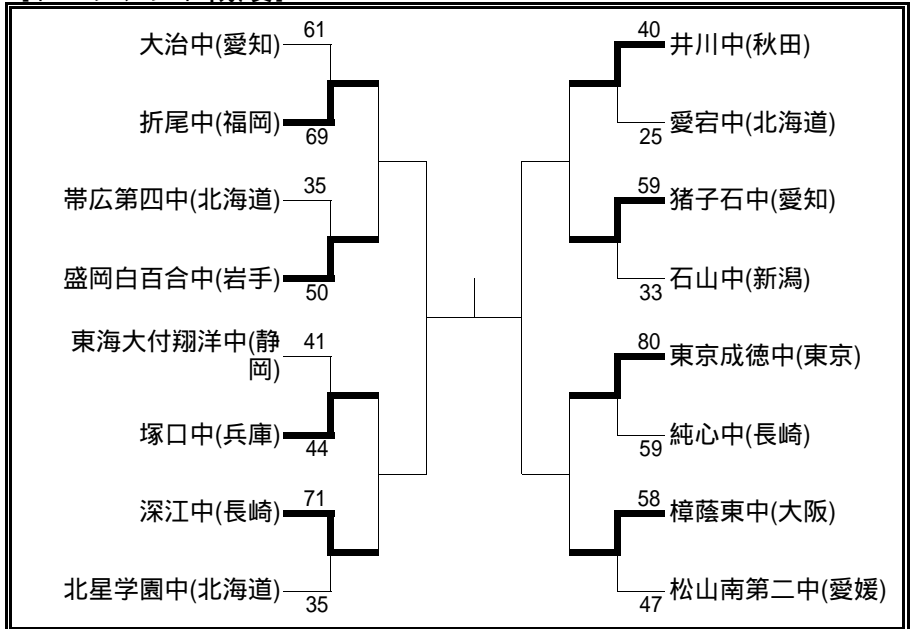 大治中(愛知) 61
折尾中(福岡) 69
帯広第四中(北海道) 35
盛岡白百合中(岩手) 50
東海大付翔洋中(静
岡) 41
塚口中(兵庫) 44
深江中(長崎) 71
北星学園中(北海道) 35
40 井川中(秋田)
25 愛宕中(北海道)
59 猪子石中(愛知)
33 石山中(新潟)
80 東京成徳中(東京)
59 純心中(長崎)
58 樟蔭東中(大阪)
47 松山南第二中(愛媛)